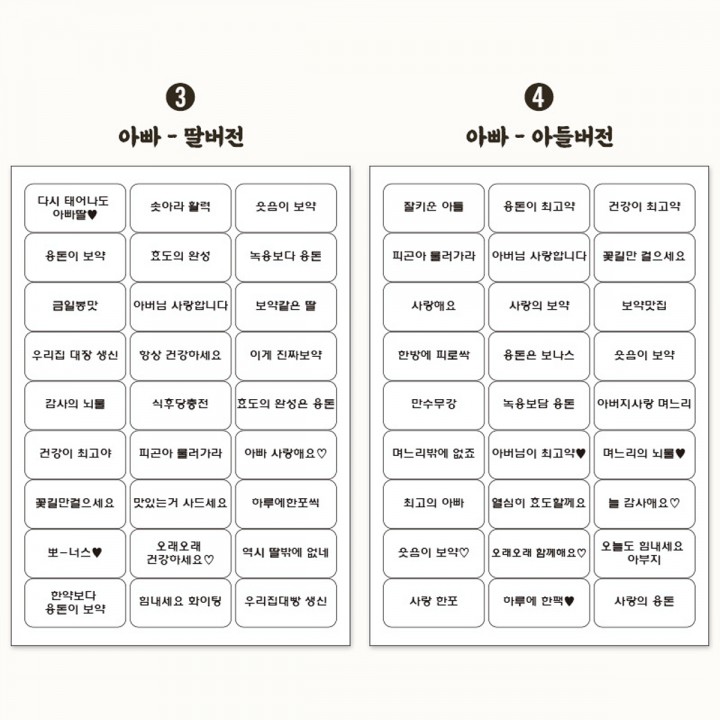 3
아빠 - 딸버전
다시 태어나도
아빠딸♥
솟아라 활력
웃음이 보약
용돈이 보약
효도의 완성
녹용보다 용돈
금일뽕맛
아버님 사랑합니다
보약같은 딸
우리집 대장 생신
항상 건강하세요
이게 진짜보약
감사의 뇌물
식후당충전
효도의 완성은 용돈
건강이 최고야
피곤아 물러가라
아빠 사랑해요♡
꽃길만걸으세요
맛있는거 사드세요
하루에한포씩
뽀-너스♥
오래오래
건강하세요♡
역시 딸밖에 없네
한약보다
용돈이 보약
힘내세요 화이팅
우리집대빵 생신
4
아빠 - 아들버전
잘키운 아들
용돈이 최고약
건강이 최고약
피곤아 물러가라
아버님 사랑합니다
꽃길만 걸으세요
사랑해요
사랑의 보약
보약맛집
한방에 피로싹
용돈은 보나스
웃음이 보약
만수무강
녹용보담 용돈
아버지사랑 며느리
며느리밖에 없죠
아버님이 최고약♥
며느리의 뇌물♥
최고의 아빠
열심히 효도할께요
늘 감사해요♡
웃음이 보약♡
오래오래 함께해요♡
오늘도 힘내세요
아부지
사랑 한포
하루에 한팩♥
사랑의 용돈